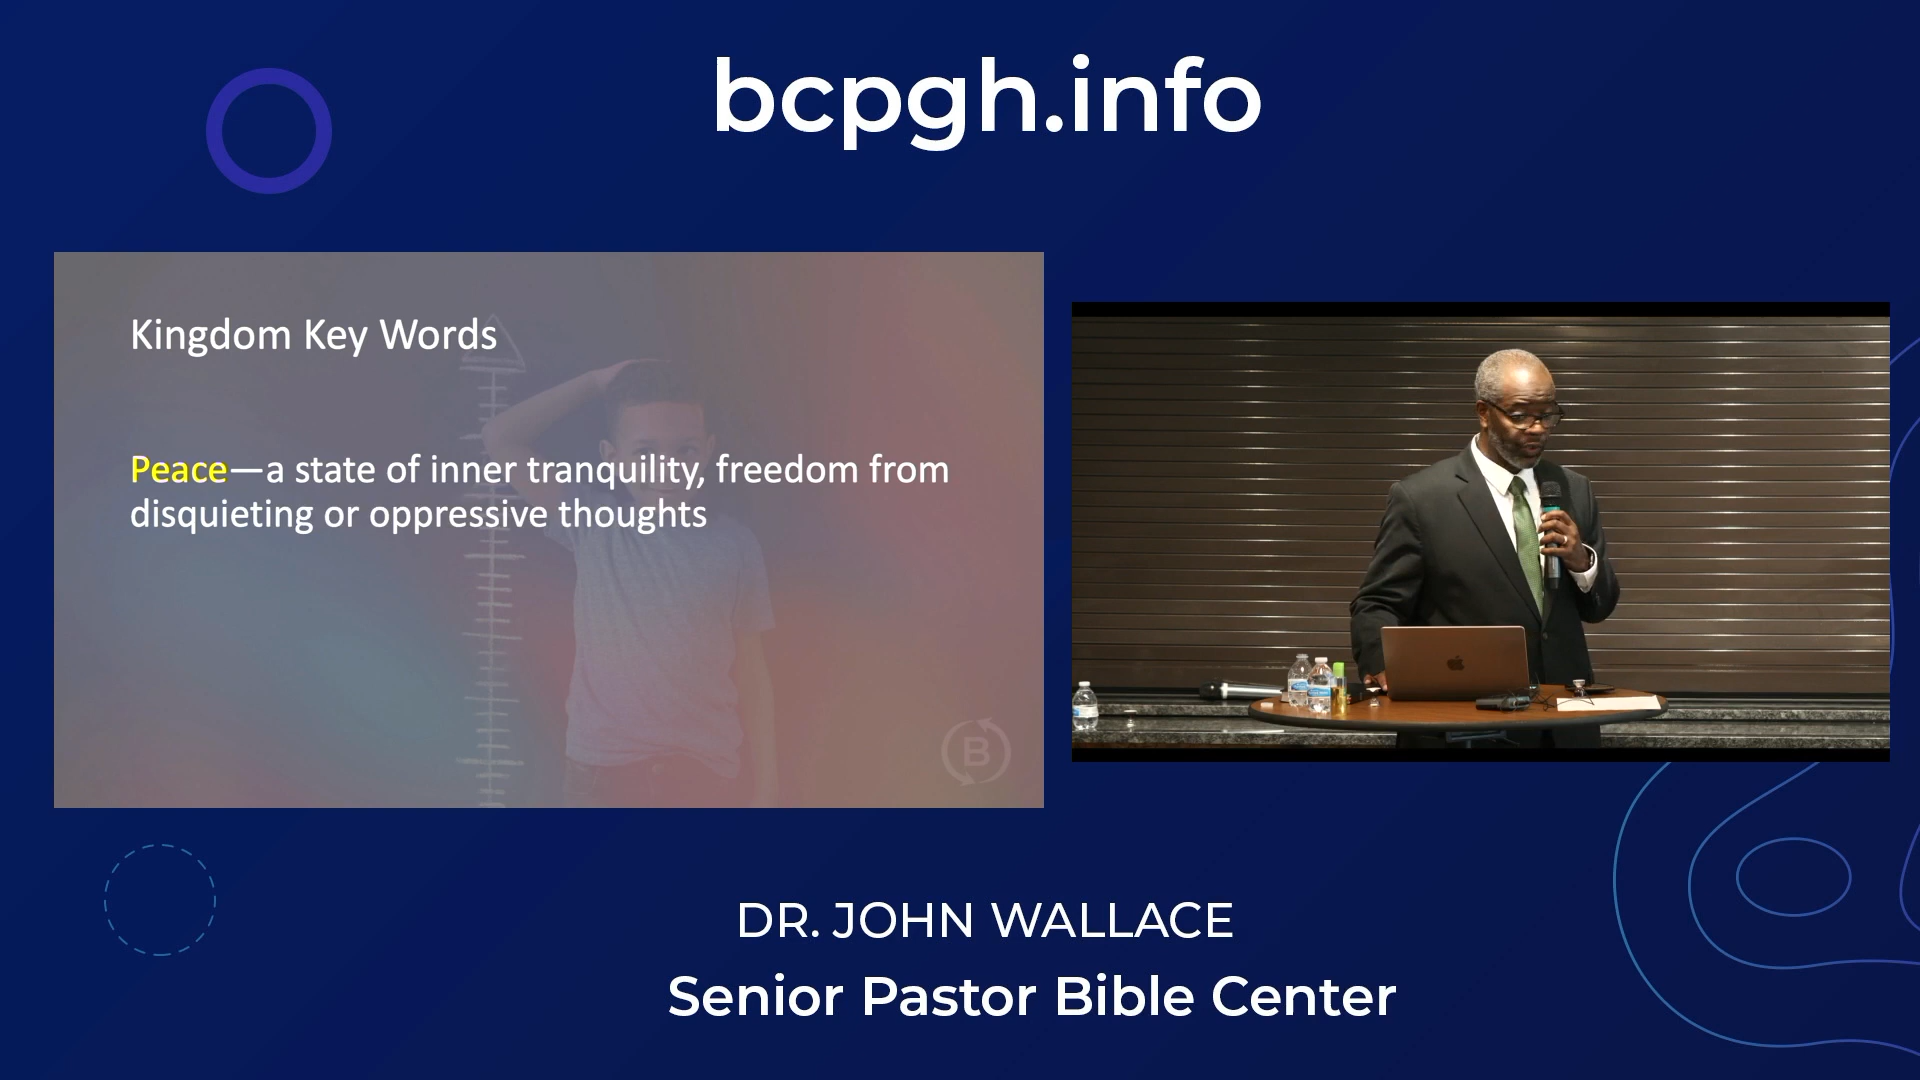 bcpgh.info
Kingdom Key Words
Peace—a state of inner tranquility, freedom from
disquieting or oppressive thoughts
B
DR. JOHN WALLACE
Senior Pastor Bible Center